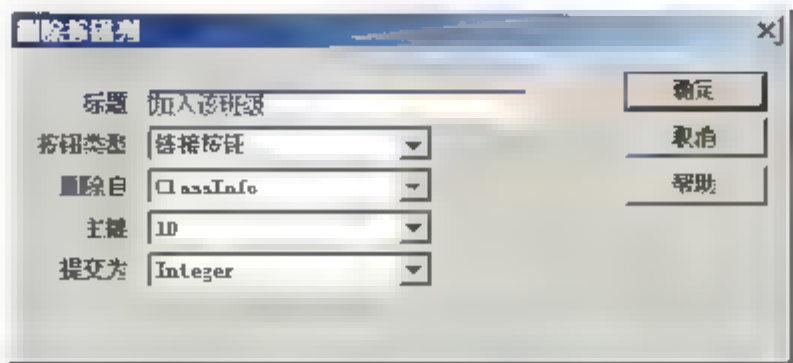 删除按钮列
标题 加入该班级 确定
按钮类型 链接按钮 取消
删除自 ClassInfo 帮助
主键 ID
提交为 Integer